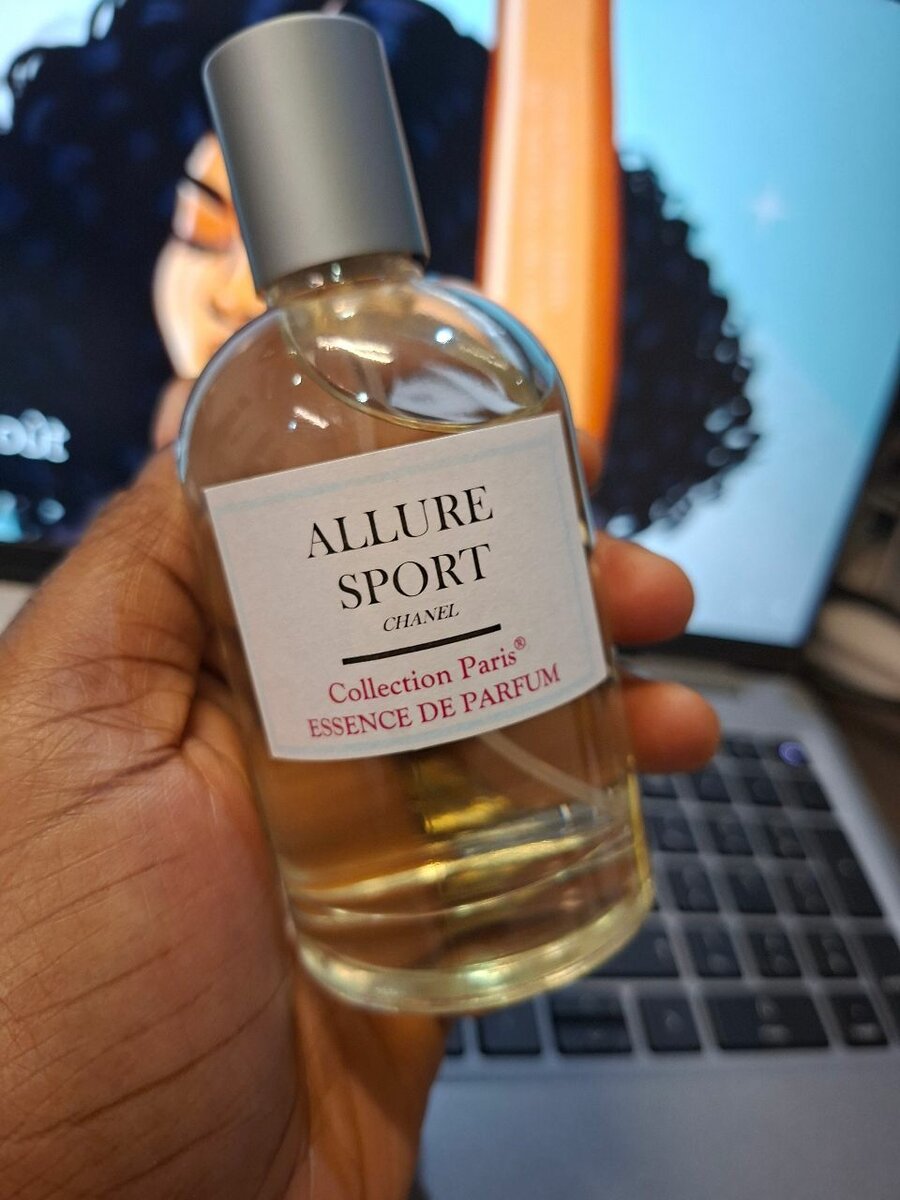 ALLURE
SPORT
CHANEL
Collection Paris®
ESSENCE DE PARFUM